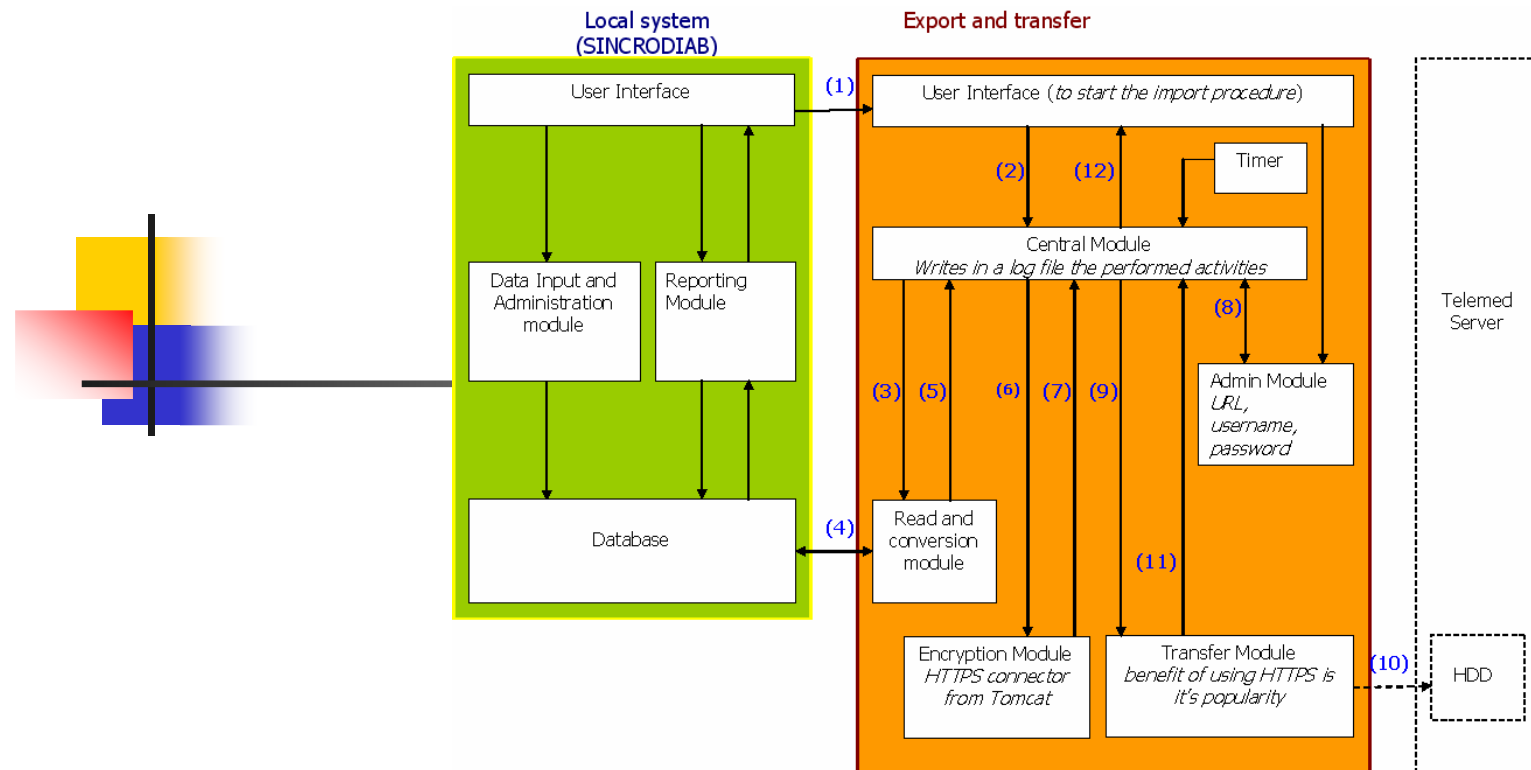 Local system
(SINCRODIAB)
Export and transfer
User Interface
(1)
User Interface (to start the import procedure)
(2)
(12)
Timer
Central Module
Writes in a log file the performed activities
Data Input and
Administration
module
Reporting
Module
(3)
(5)
(6)
(7)
(9)
(8)
Admin Module
URL,
username,
password
Telemed
Server
Database
(4)
Read and
conversion
module
(11)
Encryption Module
HTTPS connector
from Tomcat
Transfer Module
benefit of using HTTPS is
it's popularity
(10)
HDD